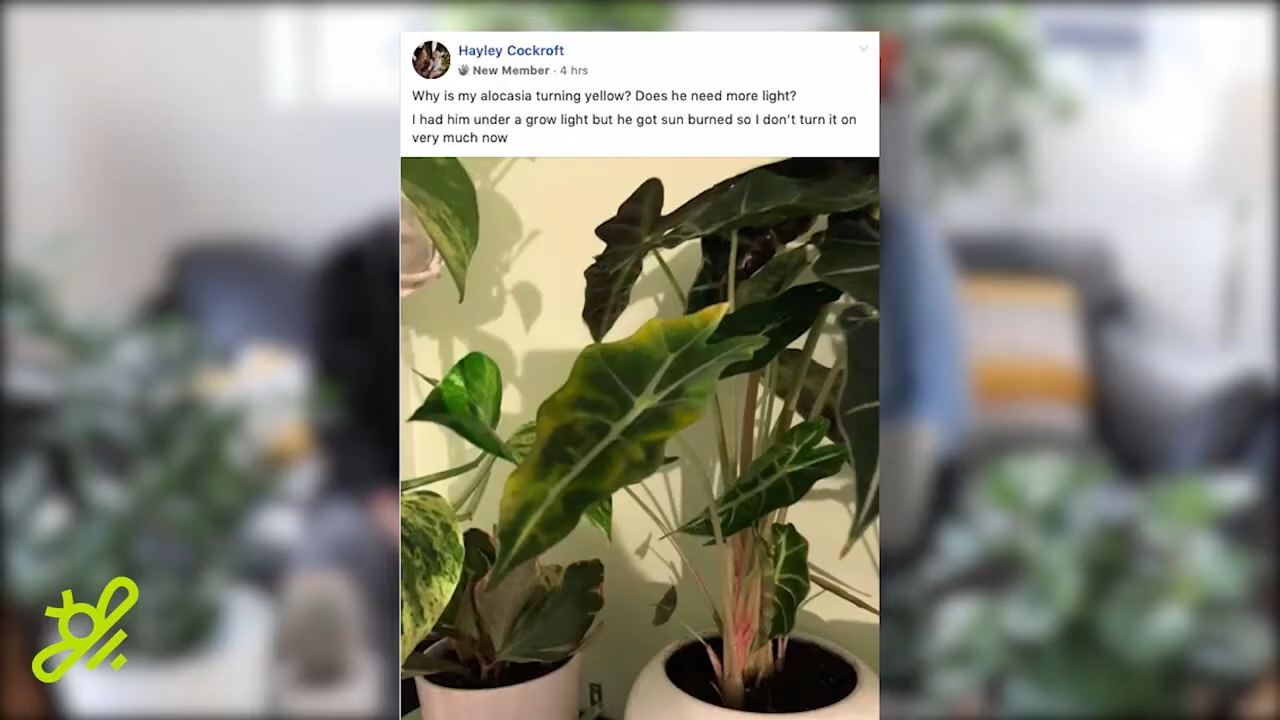 Hayley Cockroft
New Member · 4 hrs
Why is my alocasia turning yellow? Does he need more light?
I had him under a grow light but he got sun burned so I don't turn it on
very much now